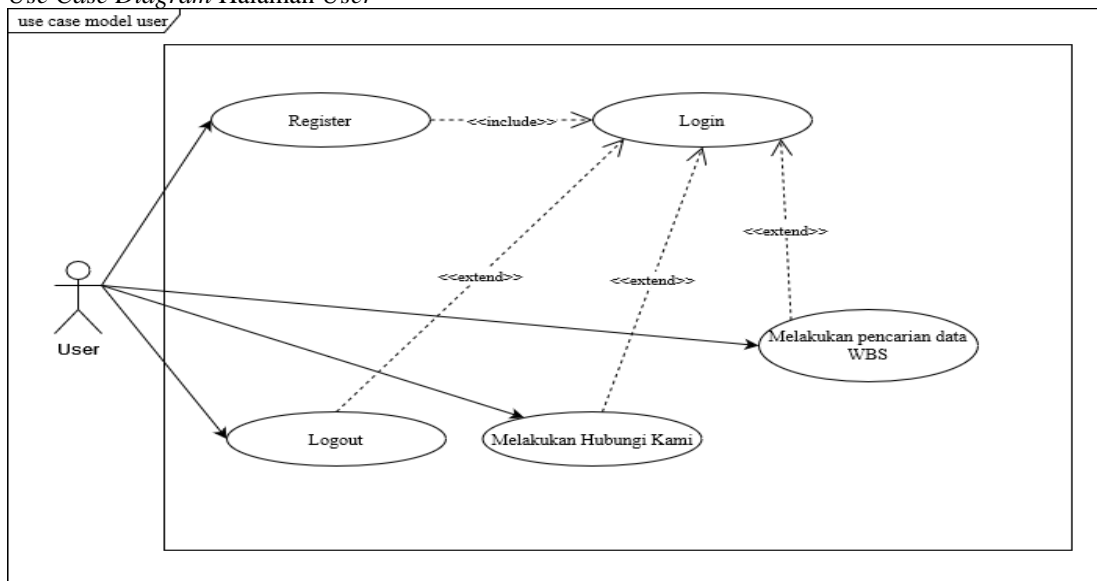 Use Case Diagram Halaman User
use case model user
Register
<<include>>
Login
<<extend>>
<<extend>>
<<extend>>
User
Melakukan pencarian data
WBS
Logout
Melakukan Hubungi Kami